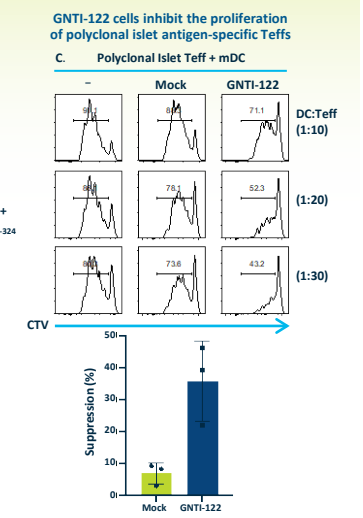 GNTI-122 cells inhibit the proliferation
of polyclonal islet antigen-specific Teffs
C. Polyclonal Islet Teff + mDC
– Mock GNTI-122
71.1 DC:Teff
(1:10)
78.1 52.3 (1:20)
+
-324
73.6 43.2 (1:30)
CTV
Suppression (%)
50
40
30
20
10
0
Mock GNTI-122